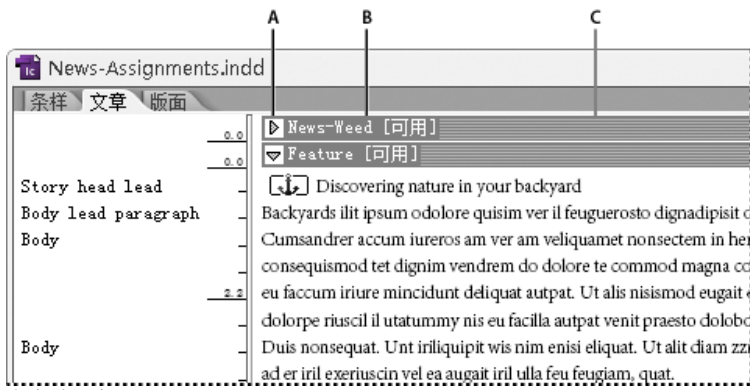 A B C
Ic News-Assignments.indd
条样 文章 版面
0.0 News-Weed [可用]
0.0 Feature [可用]
Story head lead Discovering nature in your backyard
Body lead paragraph Backyards ilit ipsum odolore quisim ver il feuguerosto dignadipisit
Body Cumsandrer accum iureros am ver am veliquamet nonsectem in
consequismod tet dignim vendrem do dolore te commod magna
2.2 eu faccum iriure mincidunt deliquat autpat. Ut alis nisismod eugait
dolorpe riuscil il utatummy nis eu facilla autpat venit praesto
Body Duis nonsequat. Unt iriliquipit wis nim enisi eliquat. Ut alit diam
ad er iril exeriuscin vel ea augait iril ulla feu feugiam, quat.